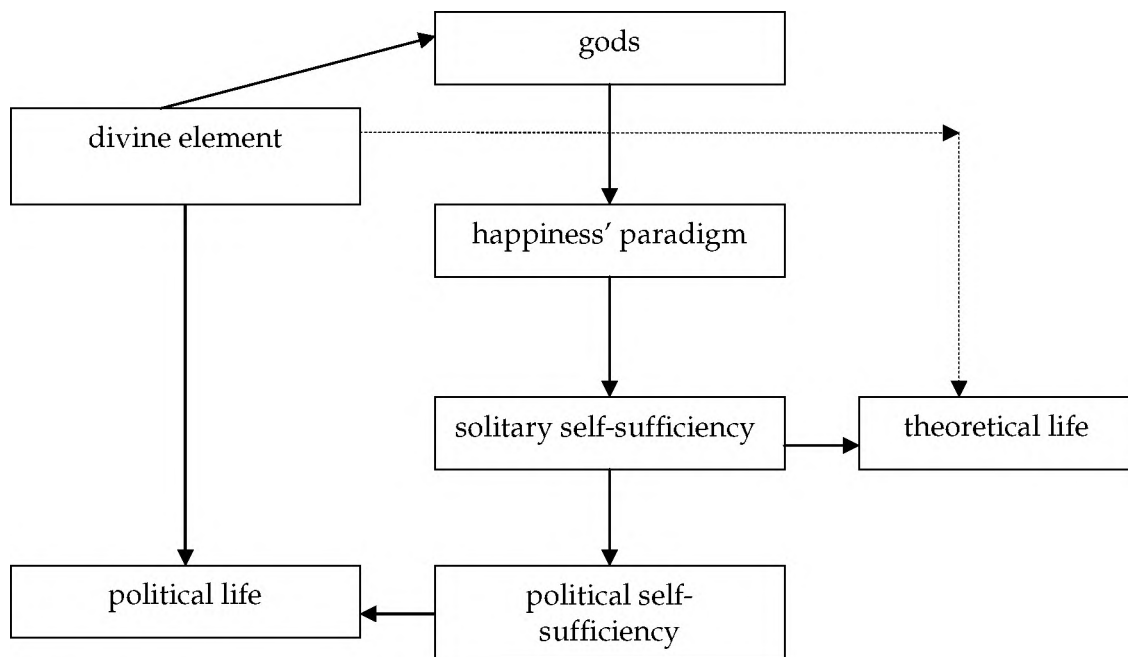 gods
divine element
happiness’ paradigm
solitary self-sufficiency
theoretical life
political life
political self-
sufficiency